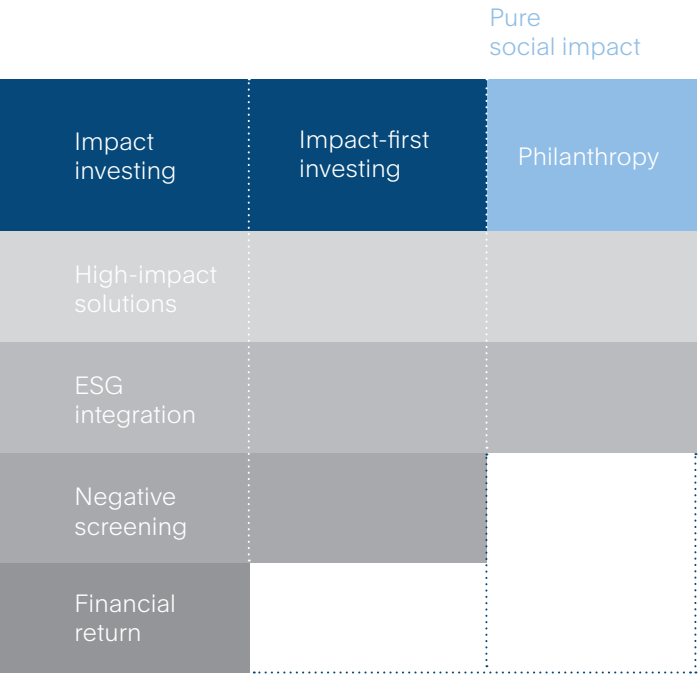 Pure
social impact
Impact
investing
Impact-first
investing
Philanthropy
High-impact
solutions
ESG
integration
Negative
screening
Financial
return